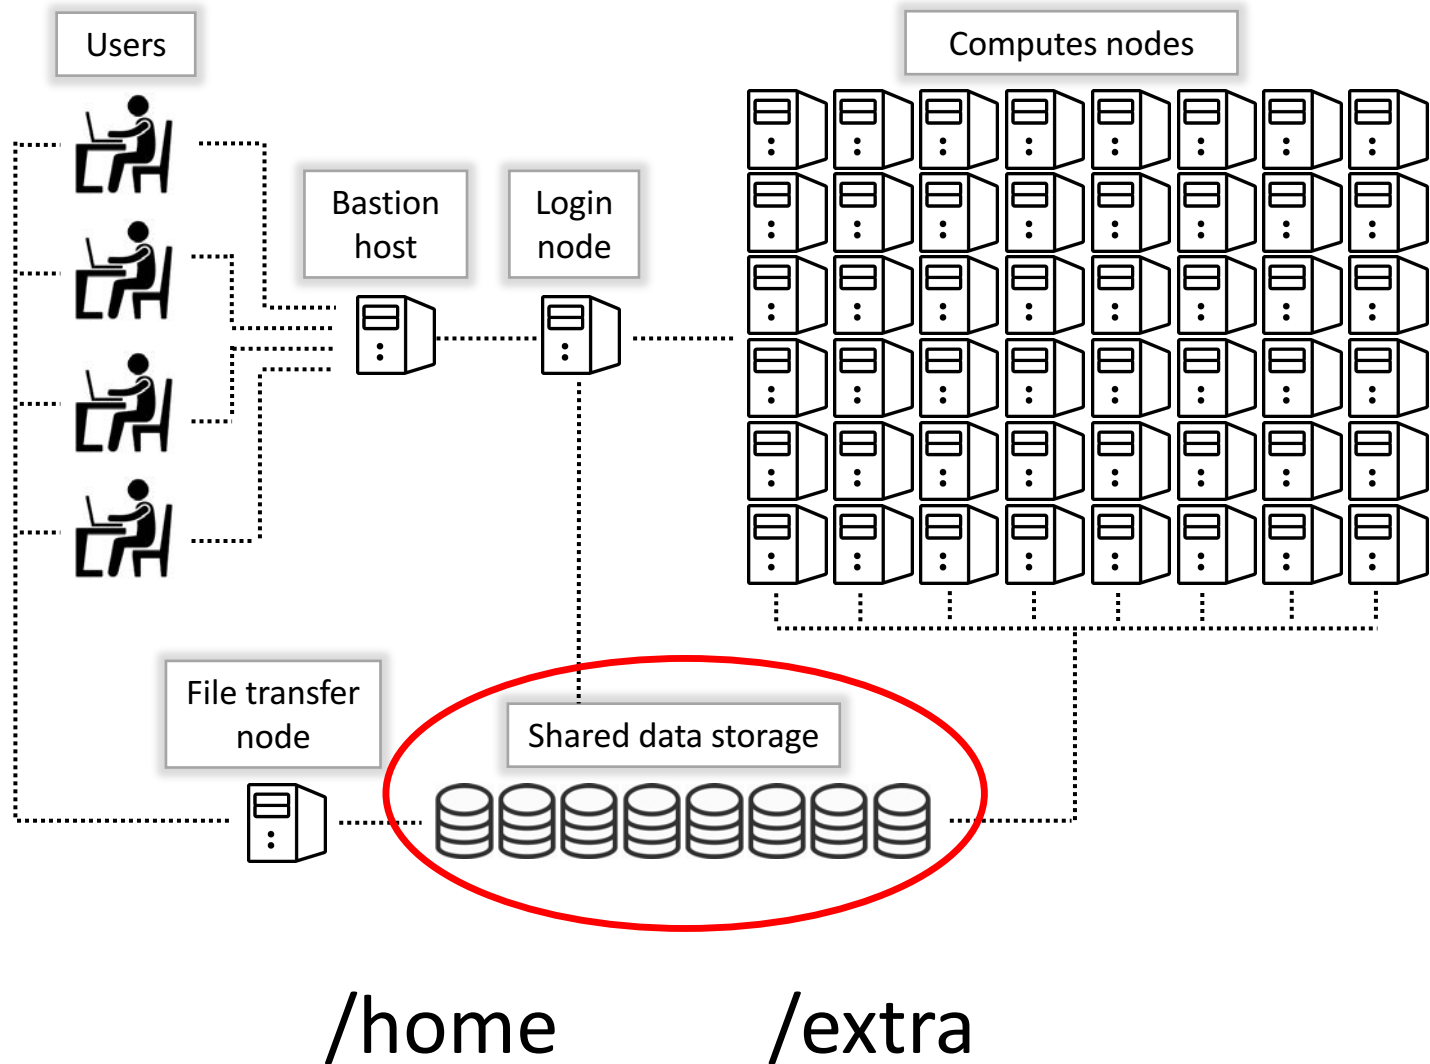 Users
Computes nodes
Bastion
host
Login
node
File transfer
node
Shared data storage
/home
/extra